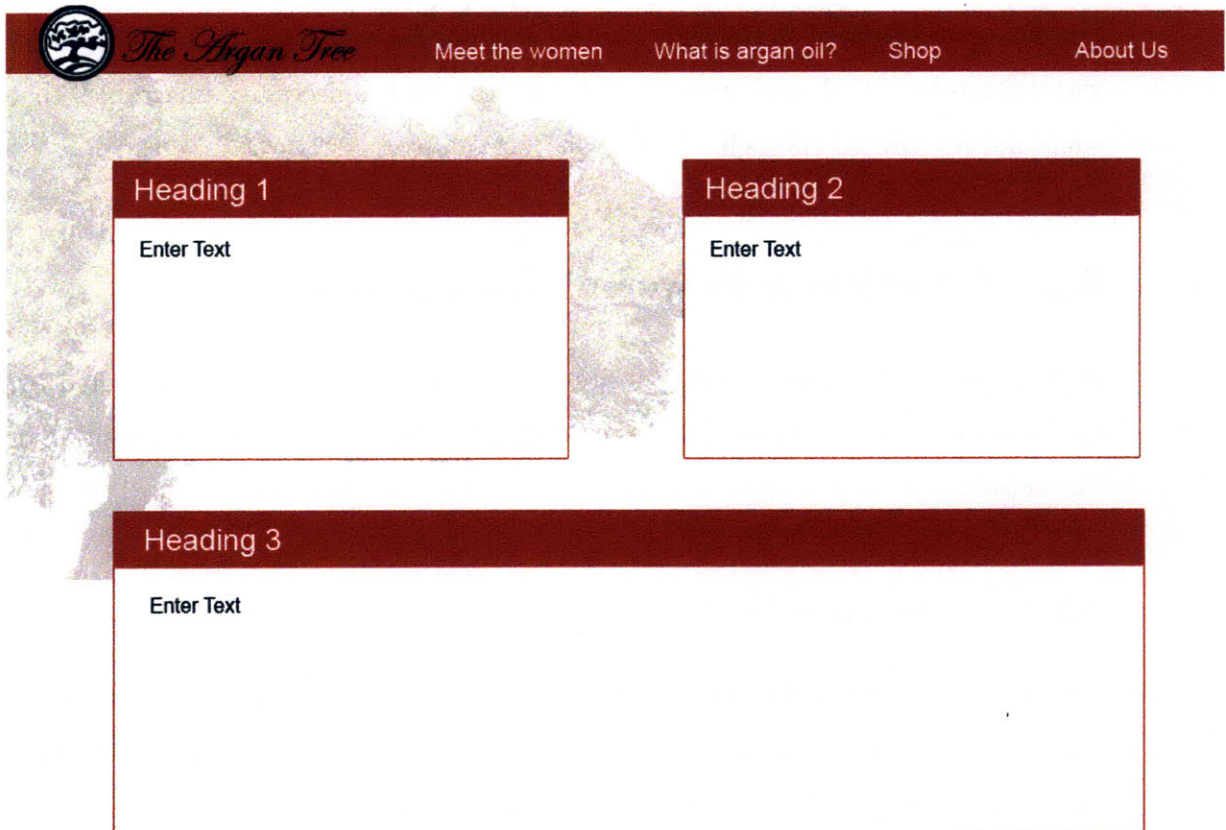 The Argan Tree Meet the women What is argan oil? Shop About Us
Heading 1
Enter Text
Heading 2
Enter Text
Heading 3
Enter Text